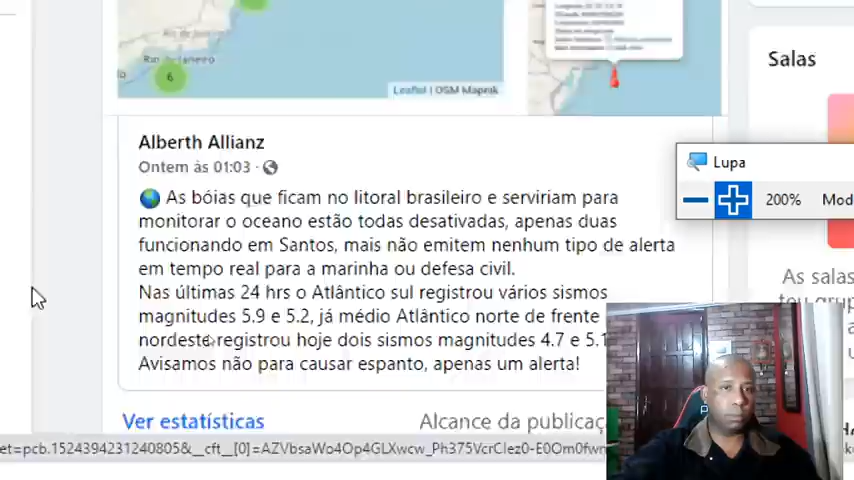 Rio de Janeiro
6
Leaflet | OSM Mapnik
Salas
Alberth Allianz
Ontem às 01:03
Lupa
200%
Mod
As bóias que ficam no litoral brasileiro e serviriam para
monitorar o oceano estão todas desativadas, apenas duas
funcionando em Santos, mais não emitem nenhum tipo de alerta
em tempo real para a marinha ou defesa civil.
Nas últimas 24 hrs o Atlântico sul registrou vários sismos
magnitudes 5.9 e 5.2, já médio Atlântico norte de frente
nordeste registrou hoje dois sismos magnitudes 4.7 e 5.1
Avisamos não para causar espanto, apenas um alerta!
As salas
teu grup
Ver estatísticas
Alcance da publicaç
et=pcb.1524394231240805&__cft__[0]=AZVbsaWo4Op4GLXwcw_Ph375VcrClez0-E0Om0fwn